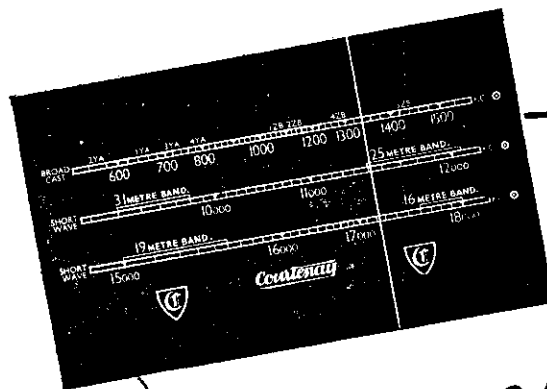 2YA 1YA 3YA 4YA 1ZB 2ZB 4ZB
BROAD CAST 600 700 800 1000 1200 1300 1400 1500
31 METRE BAND. 25 METRE BAND.
SHORT WAVE 10000 11000 12000
19 METRE BAND. 16 METRE BAND.
SHORT WAVE 15000 16000 17000 18000
Courtenay